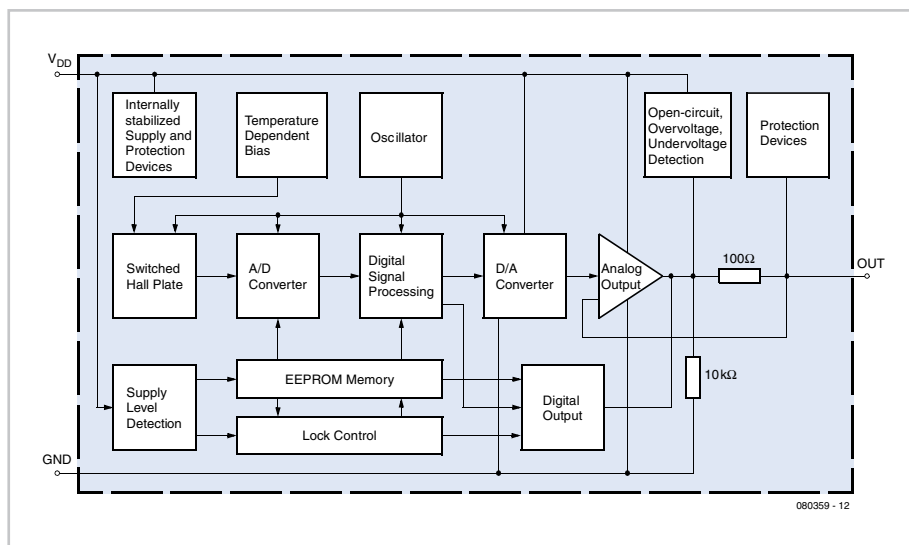 VDD
Internally
stabilized
Supply and
Protection
Devices
Temperature
Dependent
Bias
Oscillator
Open-circuit,
Overvoltage,
Undervoltage
Detection
Protection
Devices
Switched
Hall Plate
A/D
Converter
Digital
Signal
Processing
D/A
Converter
Analog
Output
100Ω
OUT
Supply
Level
Detection
EEPROM Memory
Lock Control
Digital
Output
10kΩ
GND
080359 - 12